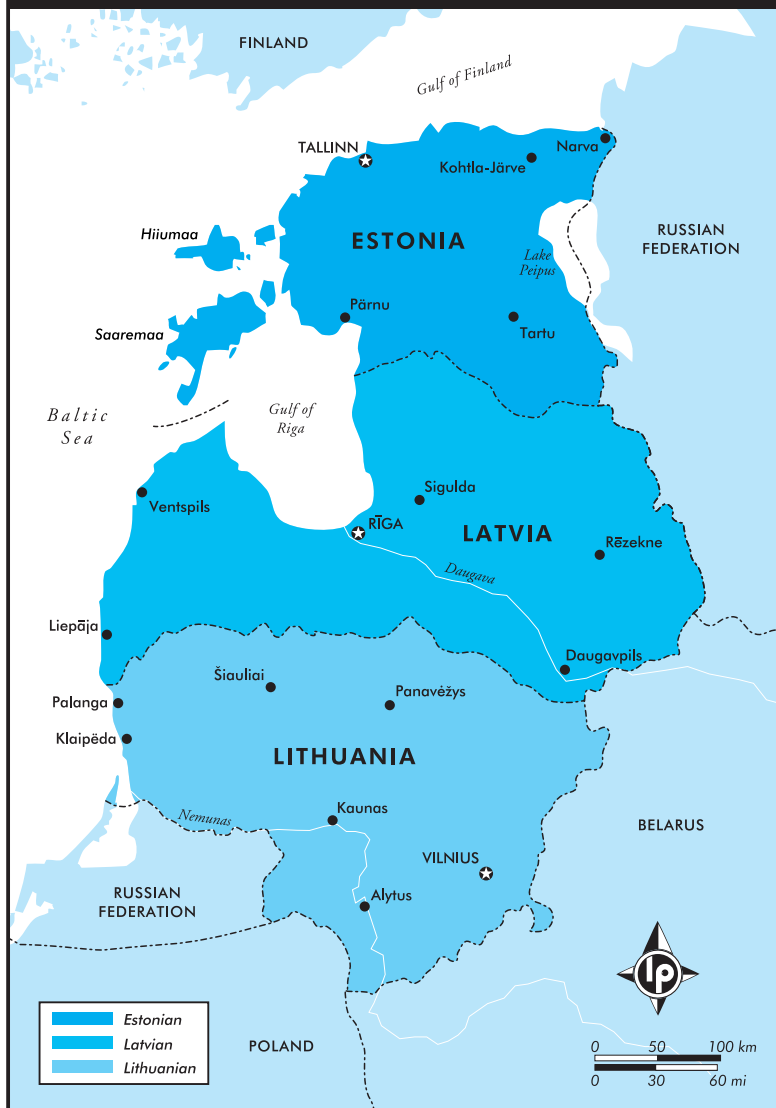 FINLAND
Gulf of Finland
TALLINN
Narva
Kohtla-Järve
Hiiumaa
ESTONIA
RUSSIAN
FEDERATION
Lake
Peipus
Saaremaa
Pärnu
Tartu
Baltic
Sea
Gulf of
Riga
Ventspils
Sigulda
RĪGA
LATVIA
Rēzekne
Daugava
Liepāja
Daugavpils
Šiauliai
Palanga
Panavėžys
Klaipėda
LITHUANIA
Nemunas
Kaunas
BELARUS
VILNIUS
RUSSIAN
FEDERATION
Alytus
lp
Estonian
Latvian
Lithuanian
POLAND
0 50 100 km
0 30 60 mi